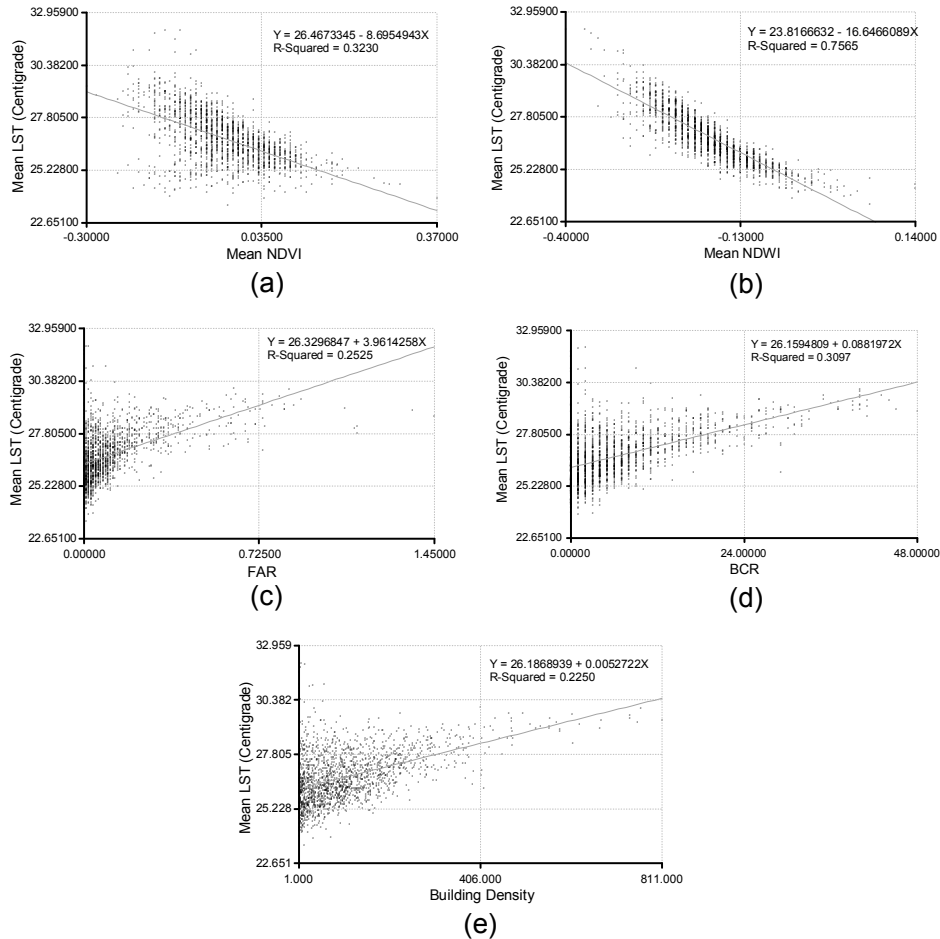 32.95900
Y = 26.4673345 - 8.6954943X
R-Squared = 0.3230
30.38200
27.80500
25.22800
22.65100
Mean LST (Centigrade)
-0.30000 0.03500 0.37000
Mean NDVI
(a)
32.95900
Y = 23.8166632 - 16.6466089X
R-Squared = 0.7565
30.38200
27.80500
25.22800
22.65100
Mean LST (Centigrade)
-0.40000 -0.13000 0.14000
Mean NDWI
(b)
32.95900
Y = 26.3296847 + 3.9614258X
R-Squared = 0.2525
30.38200
27.80500
25.22800
22.65100
Mean LST (Centigrade)
0.00000 0.72500 1.45000
FAR
(c)
32.95900
Y = 26.1594809 + 0.0881972X
R-Squared = 0.3097
30.38200
27.80500
25.22800
22.65100
Mean LST (Centigrade)
0.00000 24.00000 48.00000
BCR
(d)
32.959
Y = 26.1868939 + 0.0052722X
R-Squared = 0.2250
30.382
27.805
25.228
22.651
Mean LST (Centigrade)
1.000 406.000 811.000
Building Density
(e)